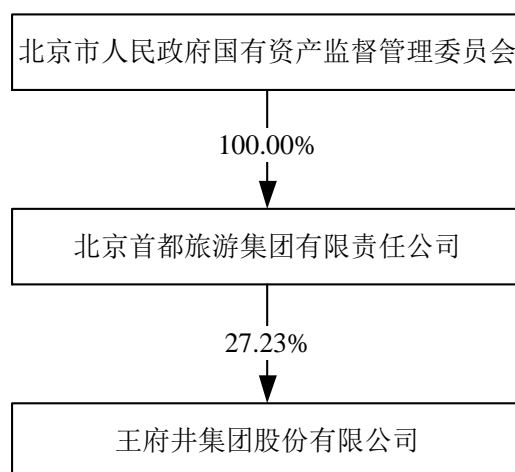 北京市人民政府国有资产监督管理委员会
100.00%
北京首都旅游集团有限责任公司
27.23%
王府井集团股份有限公司